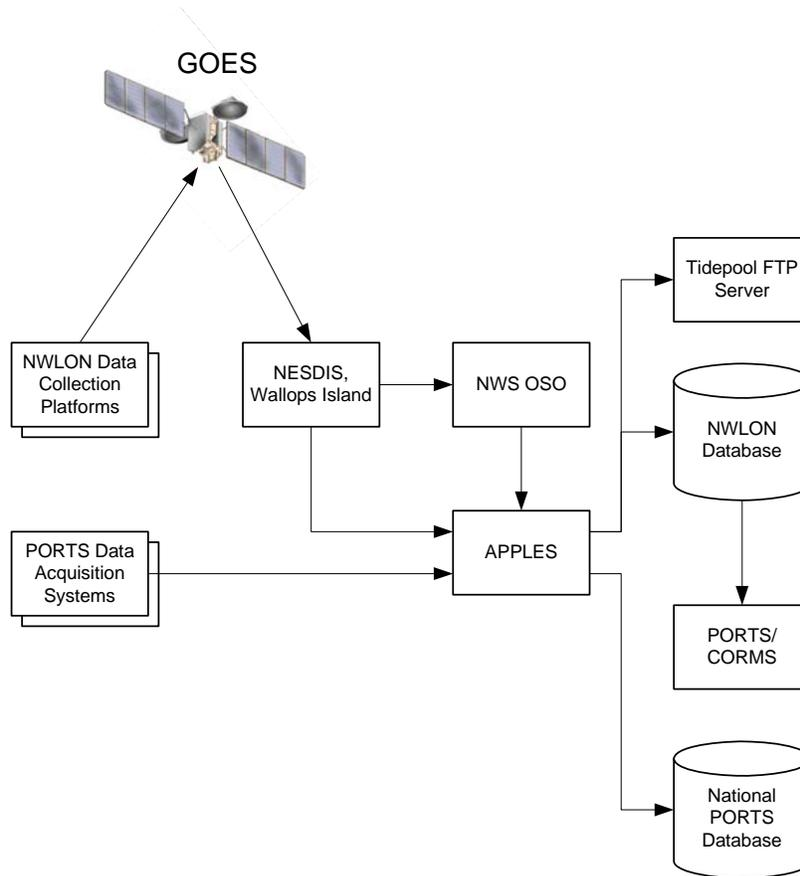 GOES
Tidepool FTP
Server
NWLON Data
Collection
Platforms
NESDIS,
Wallops Island
NWS OSO
NWLON
Database
PORTS Data
Acquisition
Systems
APPLES
PORTS/
CORMS
National
PORTS
Database